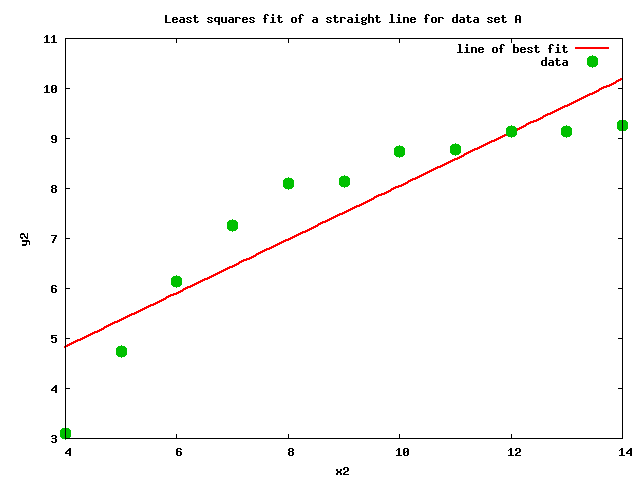 Least squares fit of a straight line for data set A
11
line of best fit
data
10
9
8
7
y2
6
5
4
3
4 6 8 10 12 14
x2